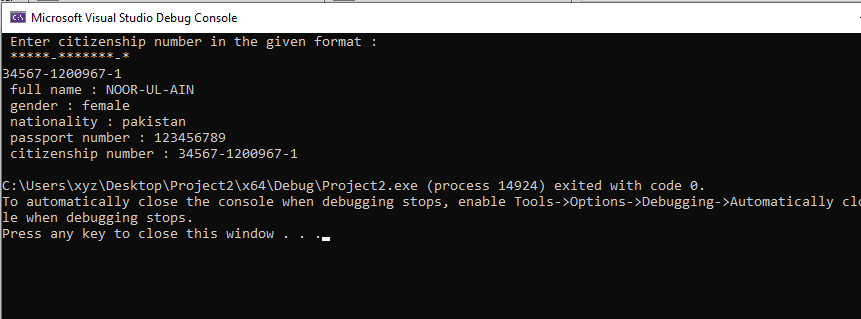 C:\ Microsoft Visual Studio Debug Console
Enter citizenship number in the given format :
*****-*******-*
34567-1200967-1
full name : NOOR-UL-AIN
gender : female
nationality : pakistan
passport number : 123456789
citizenship number : 34567-1200967-1
C:\Users\xyz\Desktop\Project2\x64\Debug\Project2.exe (process 14924) exited with code 0.
To automatically close the console when debugging stops, enable Tools->Options->Debugging->Automatically clo
le when debugging stops.
Press any key to close this window . . .